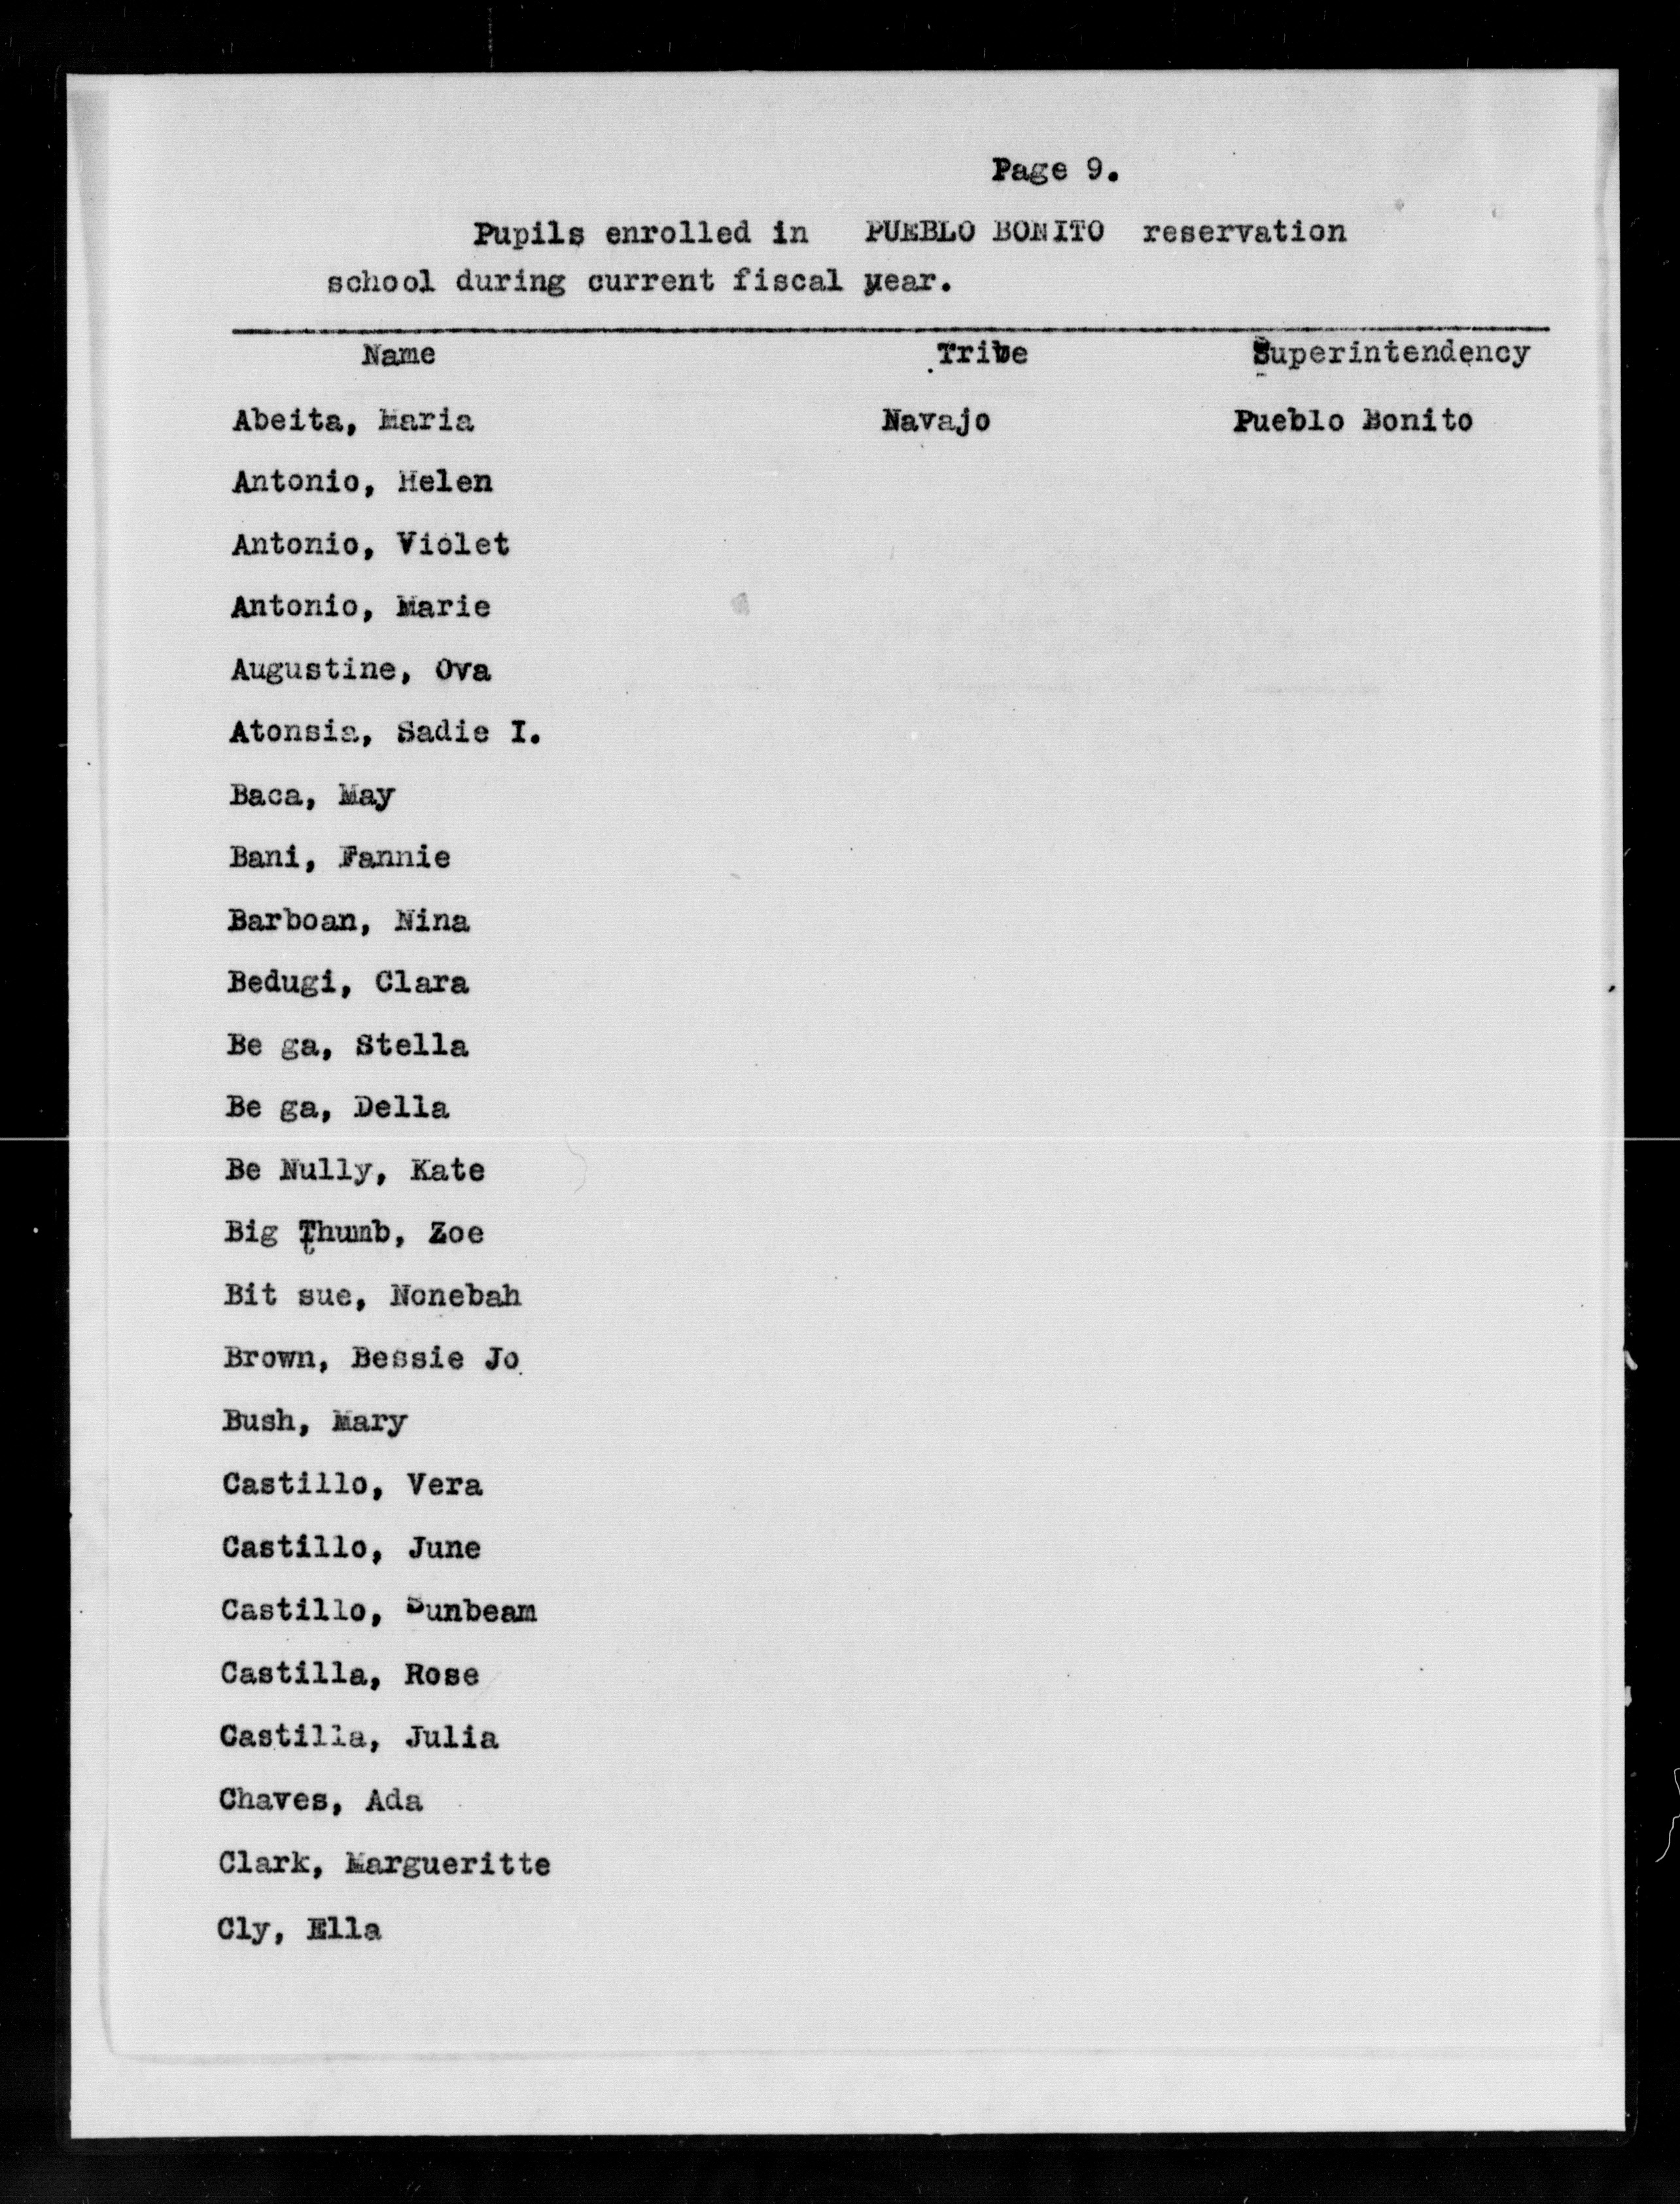 Page 9.
Pupils enrolled in PUEBLO BONITO reservation
school during current fiscal year.
Name Tribe Superintendency
Abeita, Maria Navajo Pueblo Bonito
Antonio, Helen
Antonio, Violet
Antonio, Marie
Augustine, Ova
Atonsia, Sadie I.
Baca, May
Bani, Fannie
Barboan, Nina
Bedugi, Clara
Be ga, Stella
Be ga, Della
Be Nully, Kate
Big Thumb, Zoe
Bit sue, Nonebah
Brown, Bessie Jo
Bush, Mary
Castillo, Vera
Castillo, June
Castillo, Sunbeam
Castilla, Rose
Castilla, Julia
Chaves, Ada
Clark, Margueritte
Cly, Ella